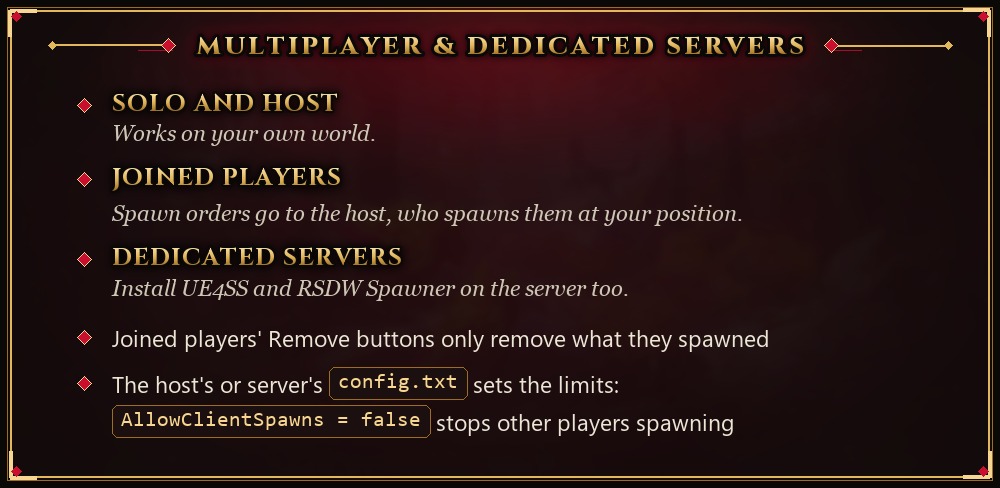 MULTIPLAYER & DEDICATED SERVERS
SOLO AND HOST
Works on your own world.
JOINED PLAYERS
Spawn orders go to the host, who spawns them at your position.
DEDICATED SERVERS
Install UE4SS and RSDW Spawner on the server too.
Joined players' Remove buttons only remove what they spawned
The host's or server's config.txt sets the limits:
AllowClientSpawns = false stops other players spawning